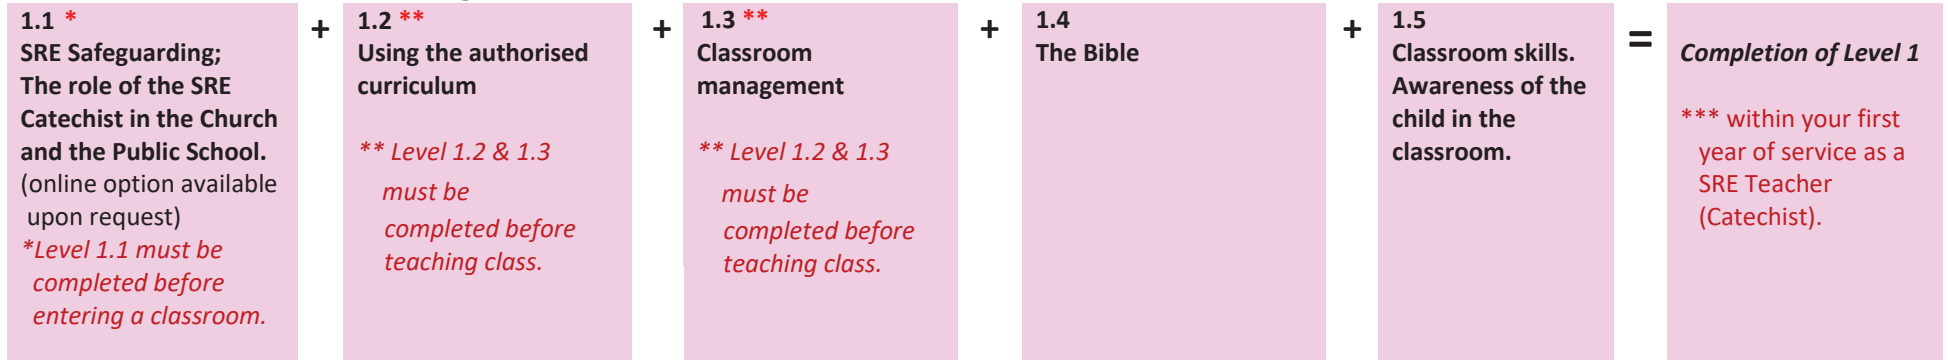 1.1 *
SRE Safeguarding;
The role of the SRE
Catechist in the Church
and the Public School.
(online option available
upon request)
*Level 1.1 must be
completed before
entering a classroom.
+
1.2 **
Using the authorised
curriculum
** Level 1.2 & 1.3
must be
completed before
teaching class.
+
1.3 **
Classroom
management
** Level 1.2 & 1.3
must be
completed before
teaching class.
+
1.4
The Bible
+
1.5
Classroom skills.
Awareness of the
child in the
classroom.
=
Completion of Level 1
*** within your first
year of service as a
SRE Teacher
(Catechist).